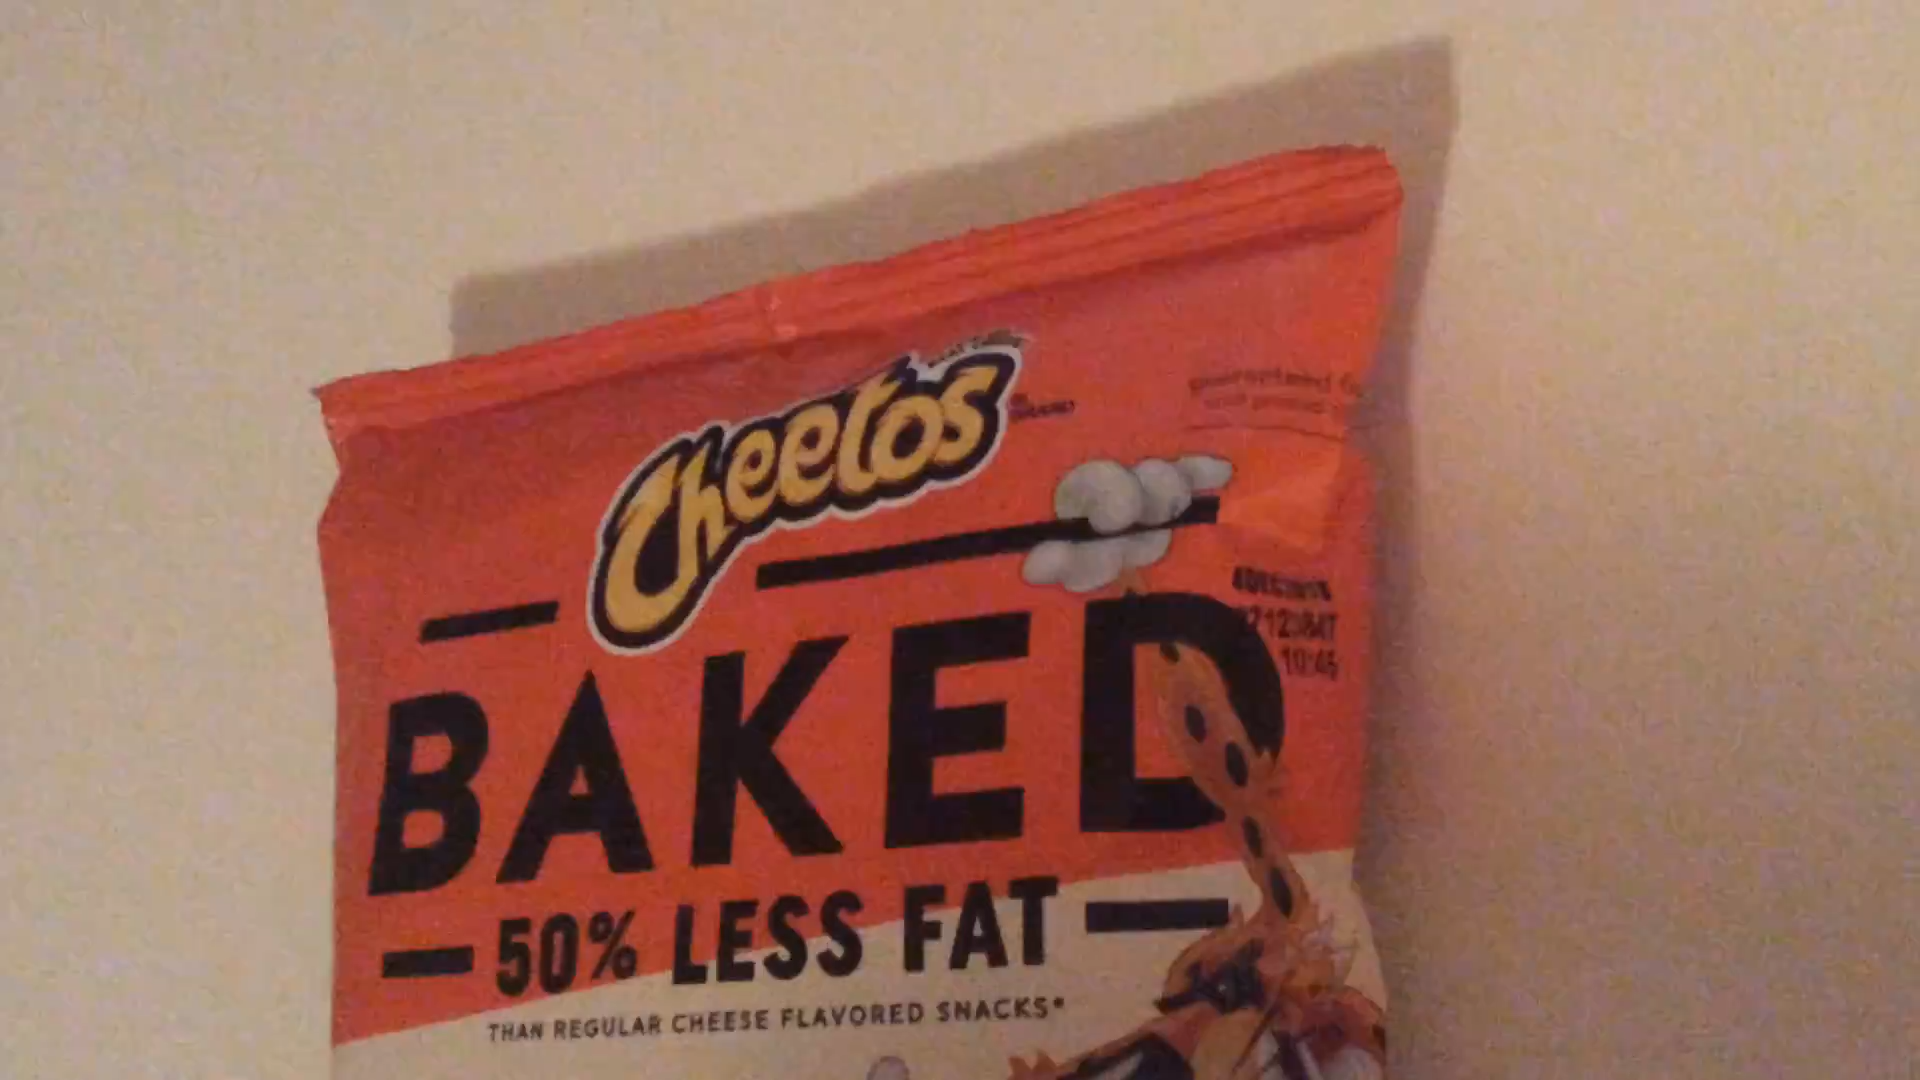 Cheetos
BAKED
50% LESS FAT
THAN REGULAR CHEESE FLAVORED SNACKS*